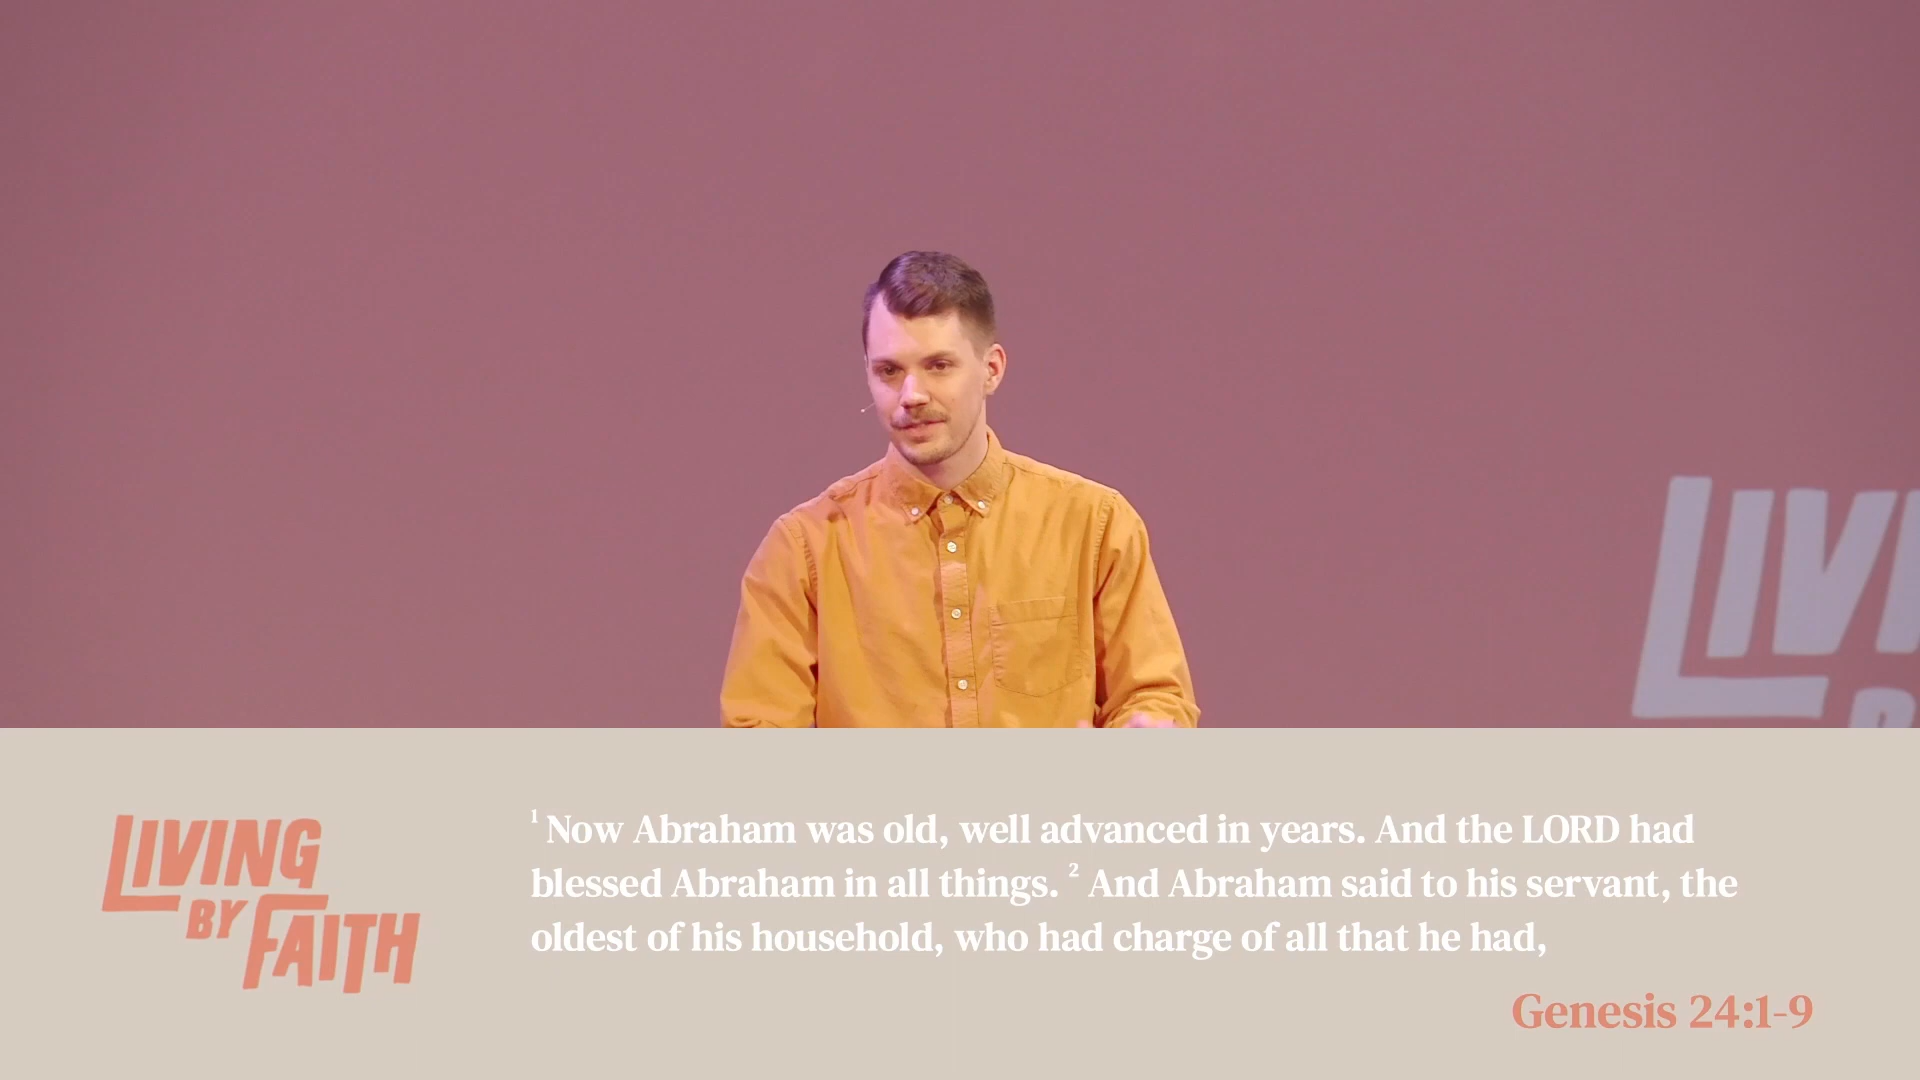 LIVI
LIVING
BY
FAITH
¹ Now Abraham was old, well advanced in years. And the LORD had
blessed Abraham in all things. ² And Abraham said to his servant, the
oldest of his household, who had charge of all that he had,
Genesis 24:1-9